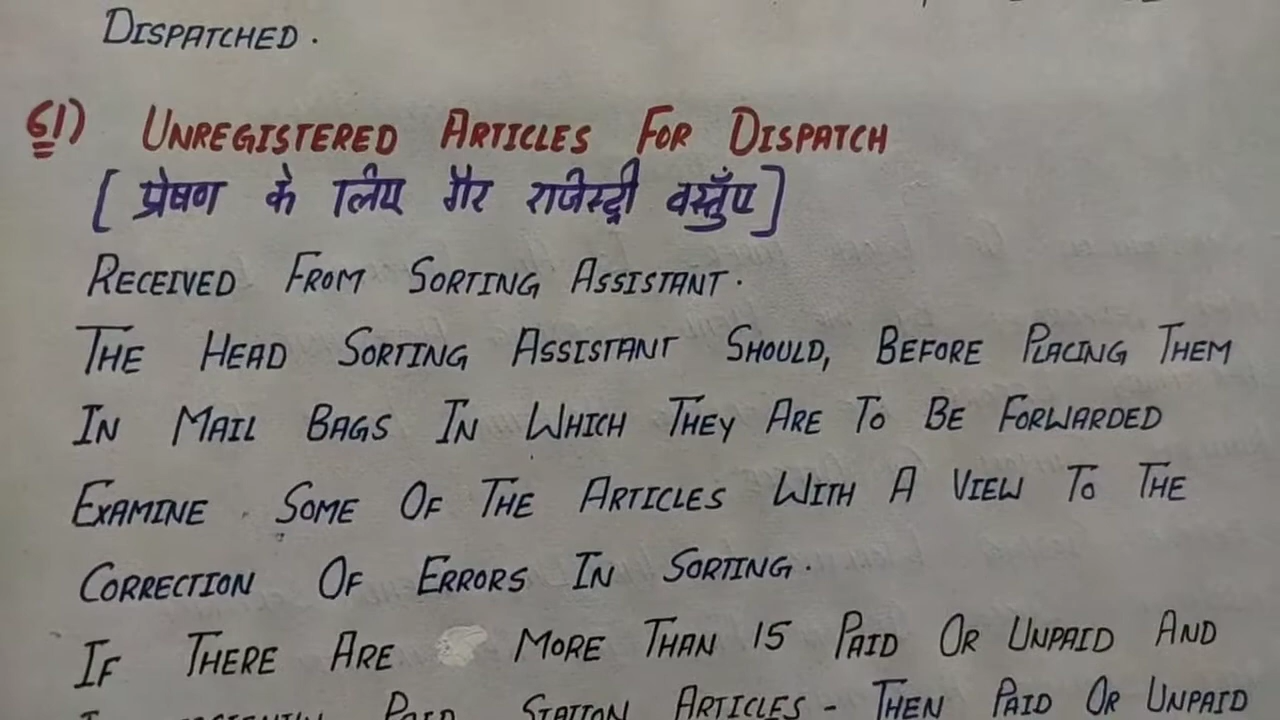 DISPATCHED.
61) UNREGISTERED ARTICLES FOR DISPATCH
[प्रेषण के लिए गैर राजेस्ट्री वस्तुँए]
RECEIVED FROM SORTING ASSISTANT.
THE HEAD SORTING ASSISTANT SHOULD, BEFORE PLACING THEM
IN MAIL BAGS IN WHICH THEY ARE TO BE FORWARDED
EXAMINE SOME OF THE ARTICLES WITH A VIEW TO THE
CORRECTION OF ERRORS IN SORTING.
IF THERE ARE MORE THAN 15 PAID OR UNPAID AND
PAID STATION ARTICLES - THEN PAID OR UNPAID